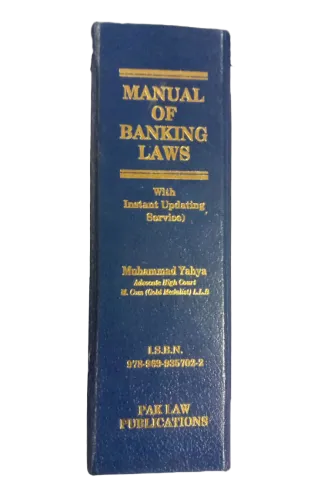 MANUAL
OF
BANKING
LAWS
With
Instant Updating
Service)
Muhammad Yahya
Advocate High Court
M. Com (Gold Medalist) L.L.B
I.S.B.N.
978-969-935702-2
PAK LAW
PUBLICATIONS